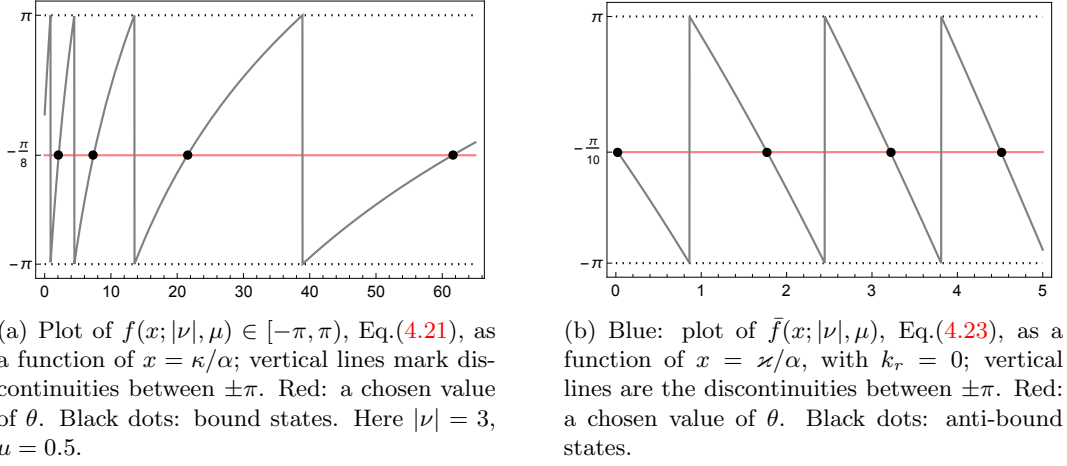 π
-π/8
-π
0 10 20 30 40 50 60
π
-π/10
-π
0 1 2 3 4 5
(a) Plot of f(x; |ν|, μ) ∈ [−π, π), Eq.(4.21), as
a function of x = κ/α; vertical lines mark dis-
continuities between ±π. Red: a chosen value
of θ. Black dots: bound states. Here |ν| = 3,
μ = 0.5.
(b) Blue: plot of f̄(x; |ν|, μ), Eq.(4.23), as a
function of x = ϰ/α, with kᵣ = 0; vertical
lines are the discontinuities between ±π. Red:
a chosen value of θ. Black dots: anti-bound
states.